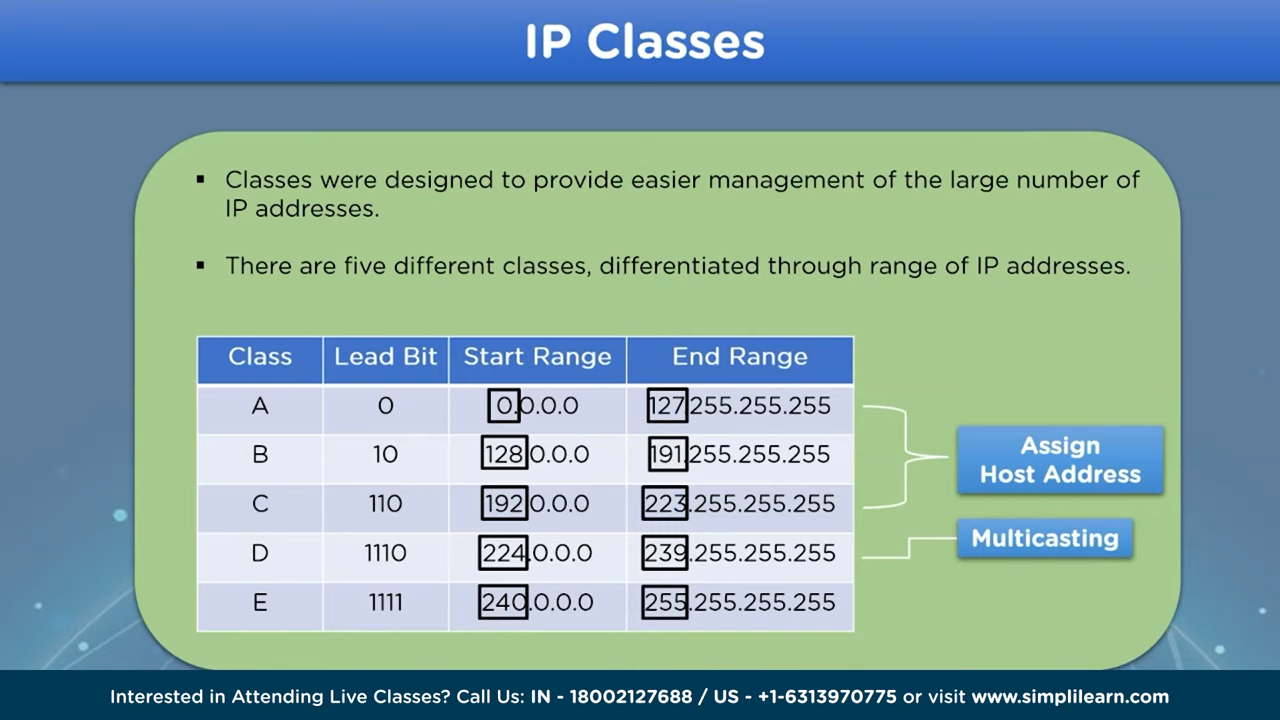 IP Classes
▪ Classes were designed to provide easier management of the large number of
IP addresses.
▪ There are five different classes, differentiated through range of IP addresses.
Class Lead Bit Start Range End Range
A 0 0.0.0.0 127.255.255.255
B 10 128.0.0.0 191.255.255.255
C 110 192.0.0.0 223.255.255.255
D 1110 224.0.0.0 239.255.255.255
E 1111 240.0.0.0 255.255.255.255
Assign
Host Address
Multicasting
Interested in Attending Live Classes? Call Us: IN - 18002127688 / US - +1-6313970775 or visit www.simplilearn.com